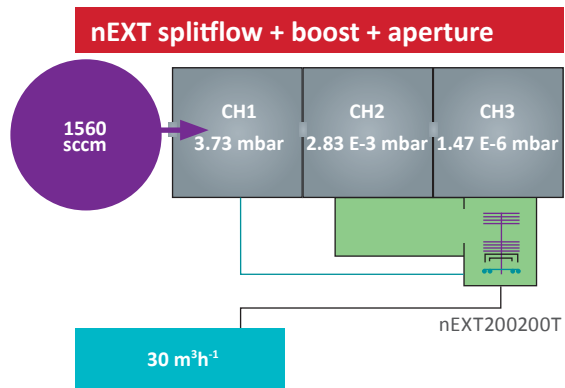 nEXT splitflow + boost + aperture
1560
sccm
CH1
3.73 mbar
CH2
2.83 E-3 mbar
CH3
1.47 E-6 mbar
nEXT200200T
30 m³h⁻¹